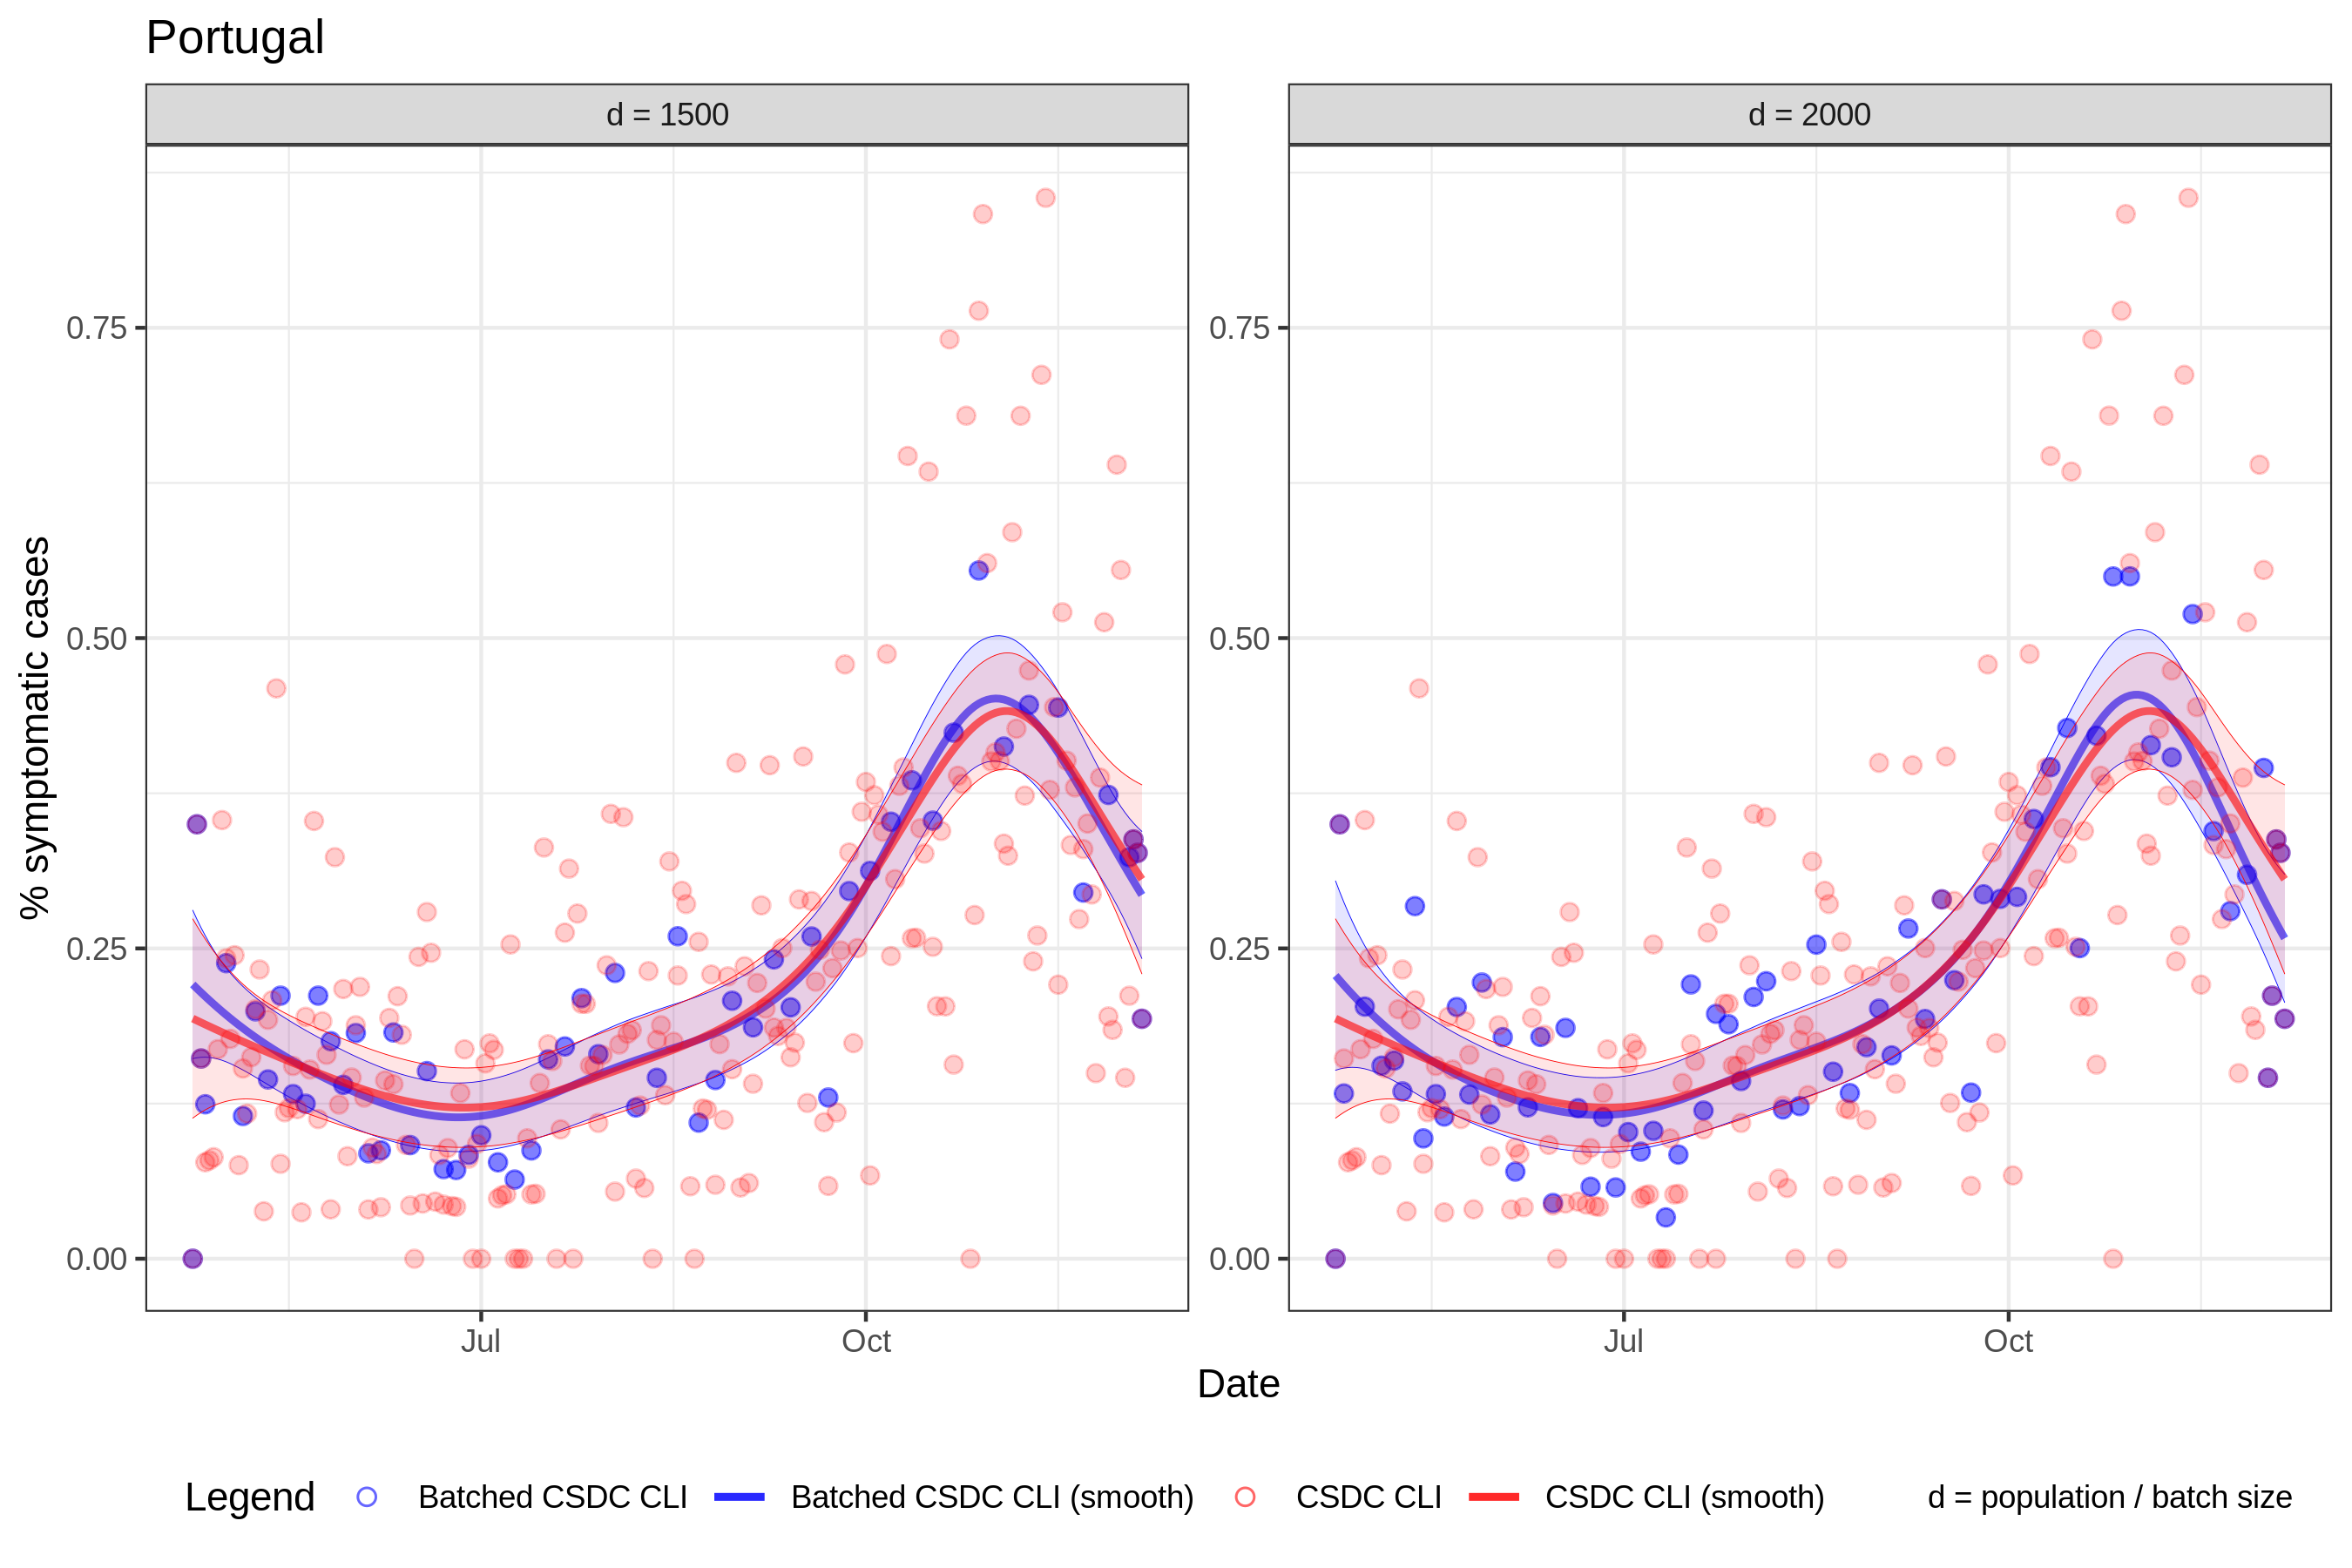 Portugal
d = 1500
d = 2000
% symptomatic cases
0.75
0.50
0.25
0.00
0.75
0.50
0.25
0.00
Jul
Oct
Jul
Oct
Date
Legend
Batched CSDC CLI
Batched CSDC CLI (smooth)
CSDC CLI
CSDC CLI (smooth)
d = population / batch size